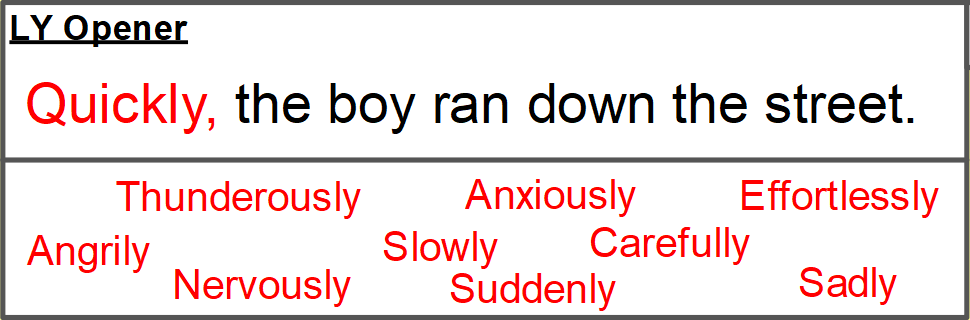 LY Opener
Quickly, the boy ran down the street.
Thunderously Anxiously Effortlessly
Angrily Slowly Carefully
Nervously Suddenly Sadly